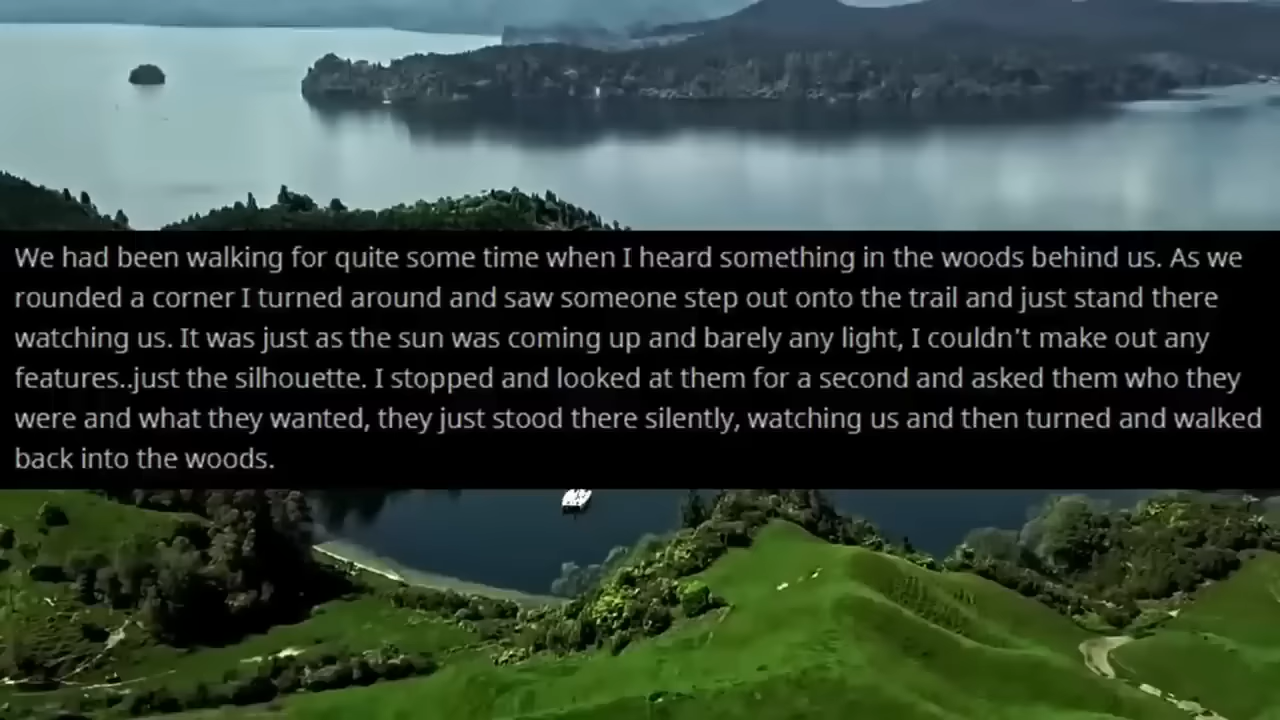 We had been walking for quite some time when I heard something in the woods behind us. As we
rounded a corner I turned around and saw someone step out onto the trail and just stand there
watching us. It was just as the sun was coming up and barely any light, I couldn't make out any
features..just the silhouette. I stopped and looked at them for a second and asked them who they
were and what they wanted, they just stood there silently, watching us and then turned and walked
back into the woods.